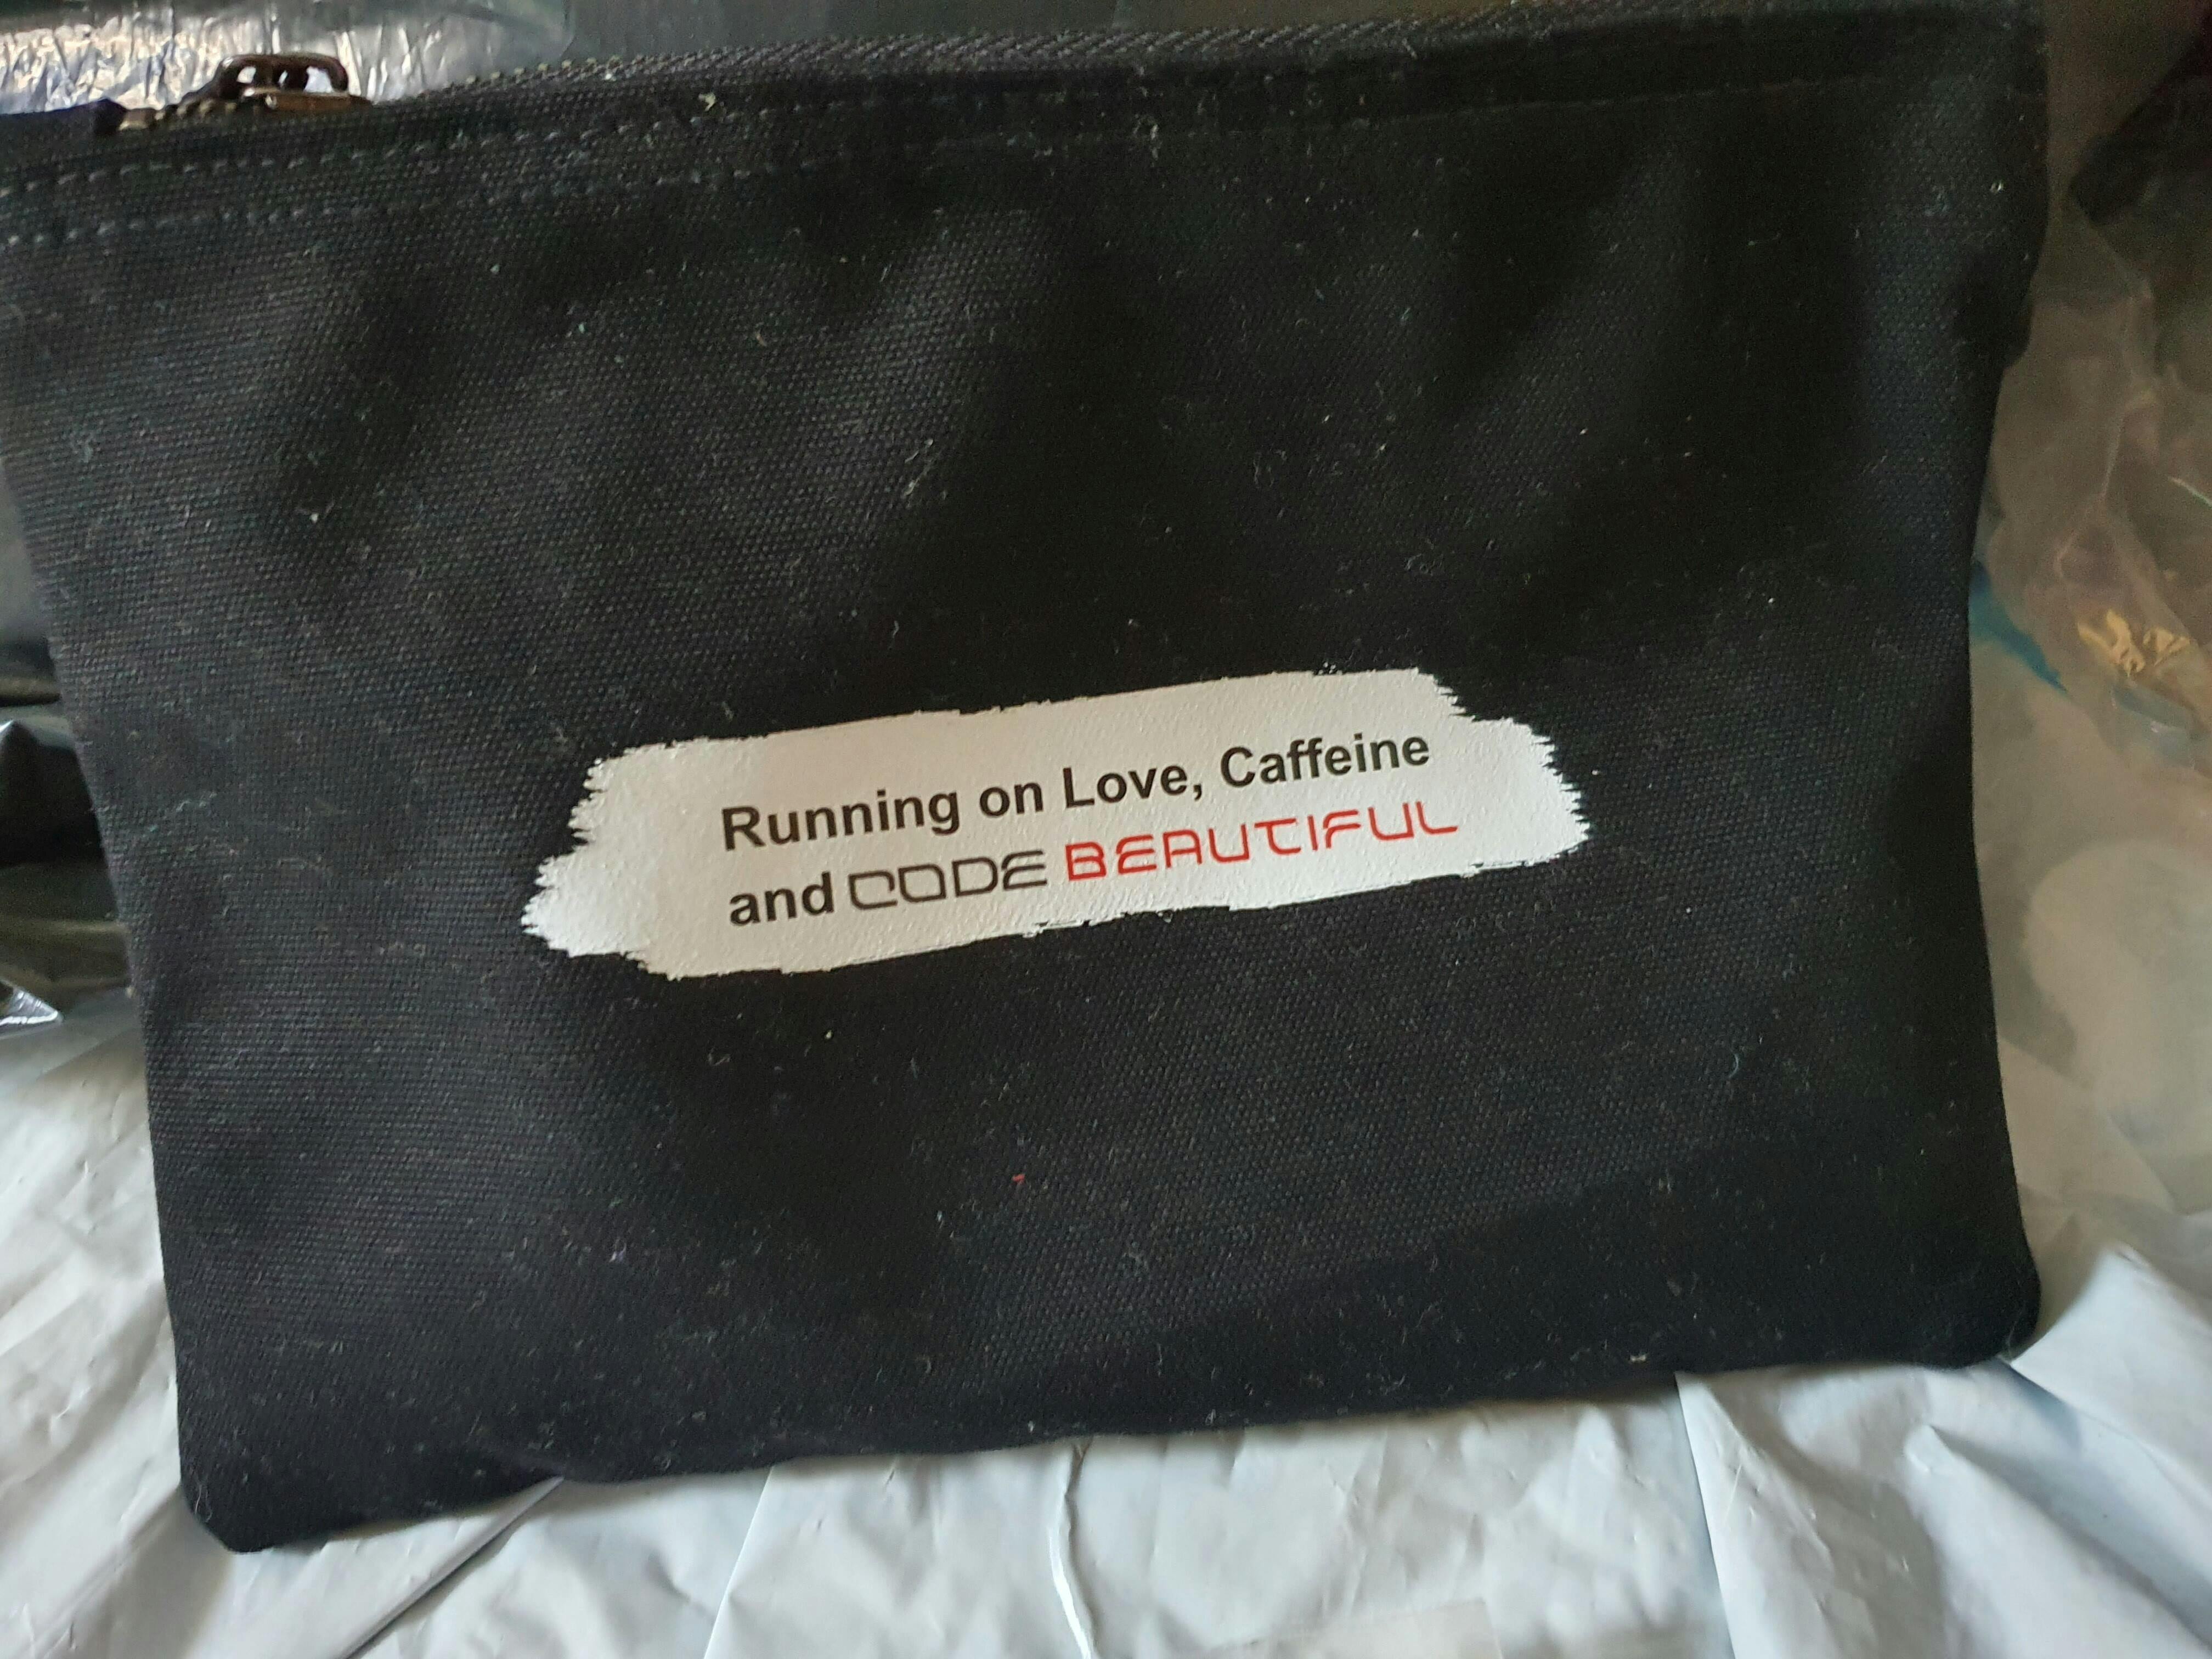 Running on Love, Caffeine
and CODE BEAUTIFUL